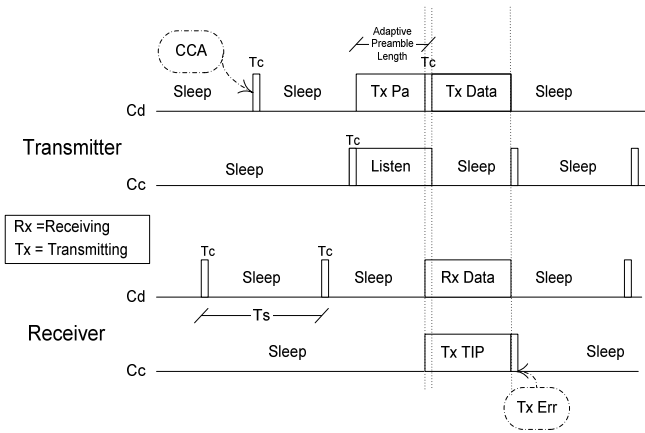 Adaptive
Preamble
Length
CCA
Tc
Tc
Sleep
Sleep
Tx Pa
Tx Data
Sleep
Cd
Transmitter
Tc
Sleep
Listen
Sleep
Sleep
Cc
Rx =Receiving
Tx = Transmitting
Tc
Tc
Sleep
Sleep
Rx Data
Sleep
Cd
Ts
Receiver
Sleep
Tx TIP
Sleep
Cc
Tx Err